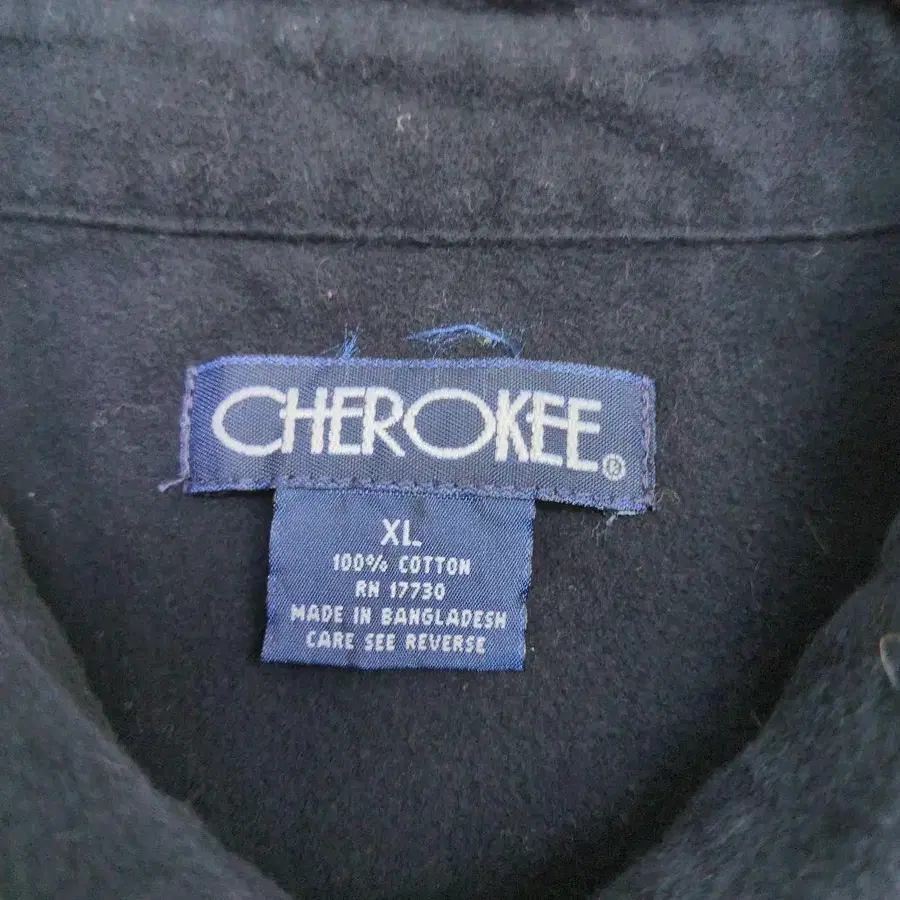 CHEROKEE®
XL
100% COTTON
RN 17730
MADE IN BANGLADESH
CARE SEE REVERSE